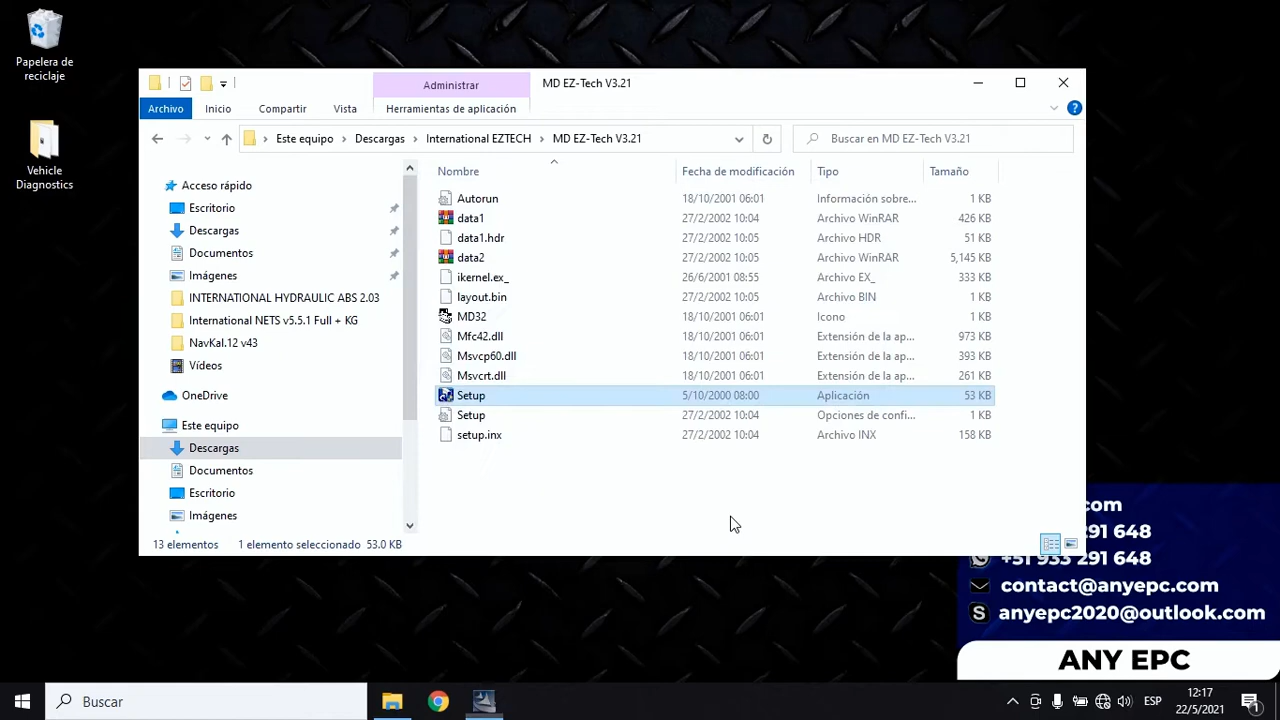 Papelera de
reciclaje
Vehicle
Diagnostics
Administrar
MD EZ-Tech V3.21
Archivo
Inicio
Compartir
Vista
Herramientas de aplicación
Este equipo
Descargas
International EZTECH
MD EZ-Tech V3.21
Buscar en MD EZ-Tech V3.21
Acceso rápido
Escritorio
Descargas
Documentos
Imágenes
INTERNATIONAL HYDRAULIC ABS 2.03
International NETS v5.5.1 Full + KG
NavKal.12 v43
Vídeos
OneDrive
Este equipo
Descargas
Documentos
Escritorio
Imágenes
Nombre Fecha de modificación Tipo Tamaño
Autorun 18/10/2001 06:01 Información sobre... 1 KB
data1 27/2/2002 10:04 Archivo WinRAR 426 KB
data1.hdr 27/2/2002 10:05 Archivo HDR 51 KB
data2 27/2/2002 10:05 Archivo WinRAR 5,145 KB
ikernel.ex_ 26/6/2001 08:55 Archivo EX_ 333 KB
layout.bin 27/2/2002 10:05 Archivo BIN 1 KB
MD32 18/10/2001 06:01 Icono 1 KB
Mfc42.dll 18/10/2001 06:01 Extensión de la ap... 973 KB
Msvcp60.dll 18/10/2001 06:01 Extensión de la ap... 393 KB
Msvcrt.dll 18/10/2001 06:01 Extensión de la ap... 261 KB
Setup 5/10/2000 08:00 Aplicación 53 KB
Setup 27/2/2002 10:04 Opciones de confi... 1 KB
setup.inx 27/2/2002 10:04 Archivo INX 158 KB
13 elementos 1 elemento seleccionado 53.0 KB
.com
291 648
+51 933 291 648
contact@anyepc.com
anyepc2020@outlook.com
ANY EPC
Buscar
ESP
12:17
22/5/2021
1